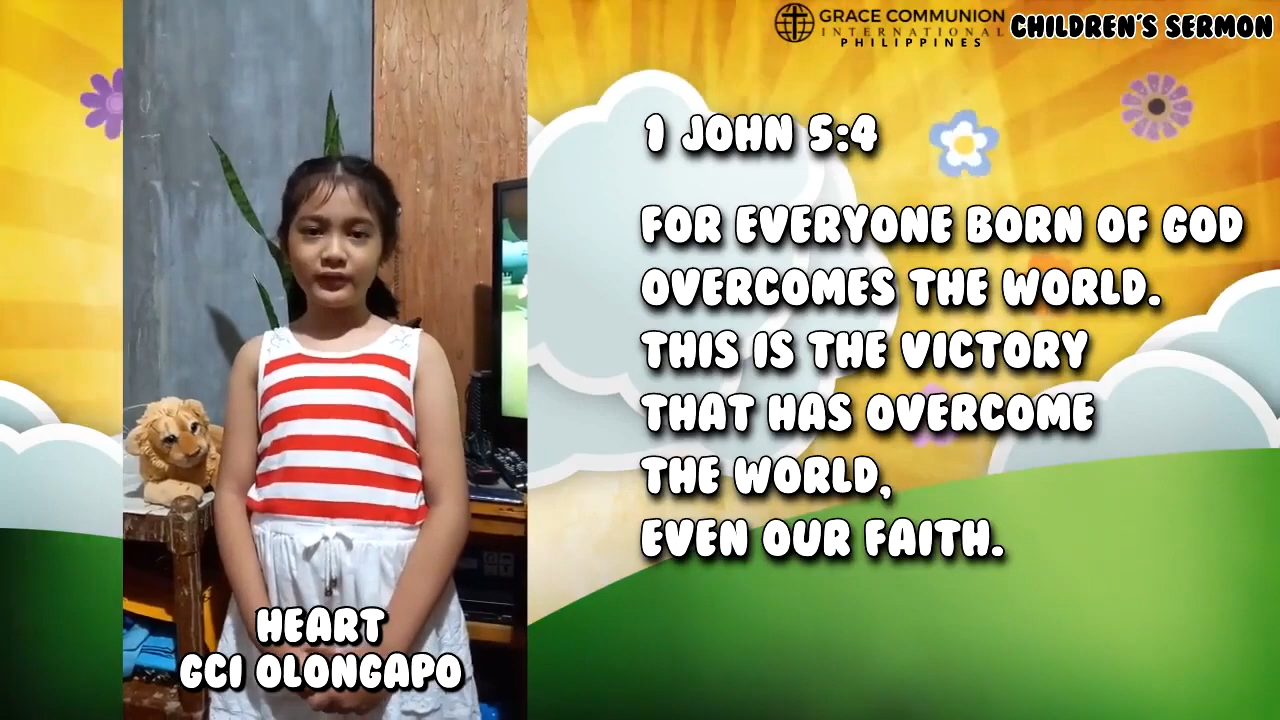 GRACE COMMUNION
INTERNATIONAL
PHILIPPINES
CHILDREN'S SERMON
1 JOHN 5:4
FOR EVERYONE BORN OF GOD
OVERCOMES THE WORLD.
THIS IS THE VICTORY
THAT HAS OVERCOME
THE WORLD,
EVEN OUR FAITH.
HEART
GCI OLONGAPO